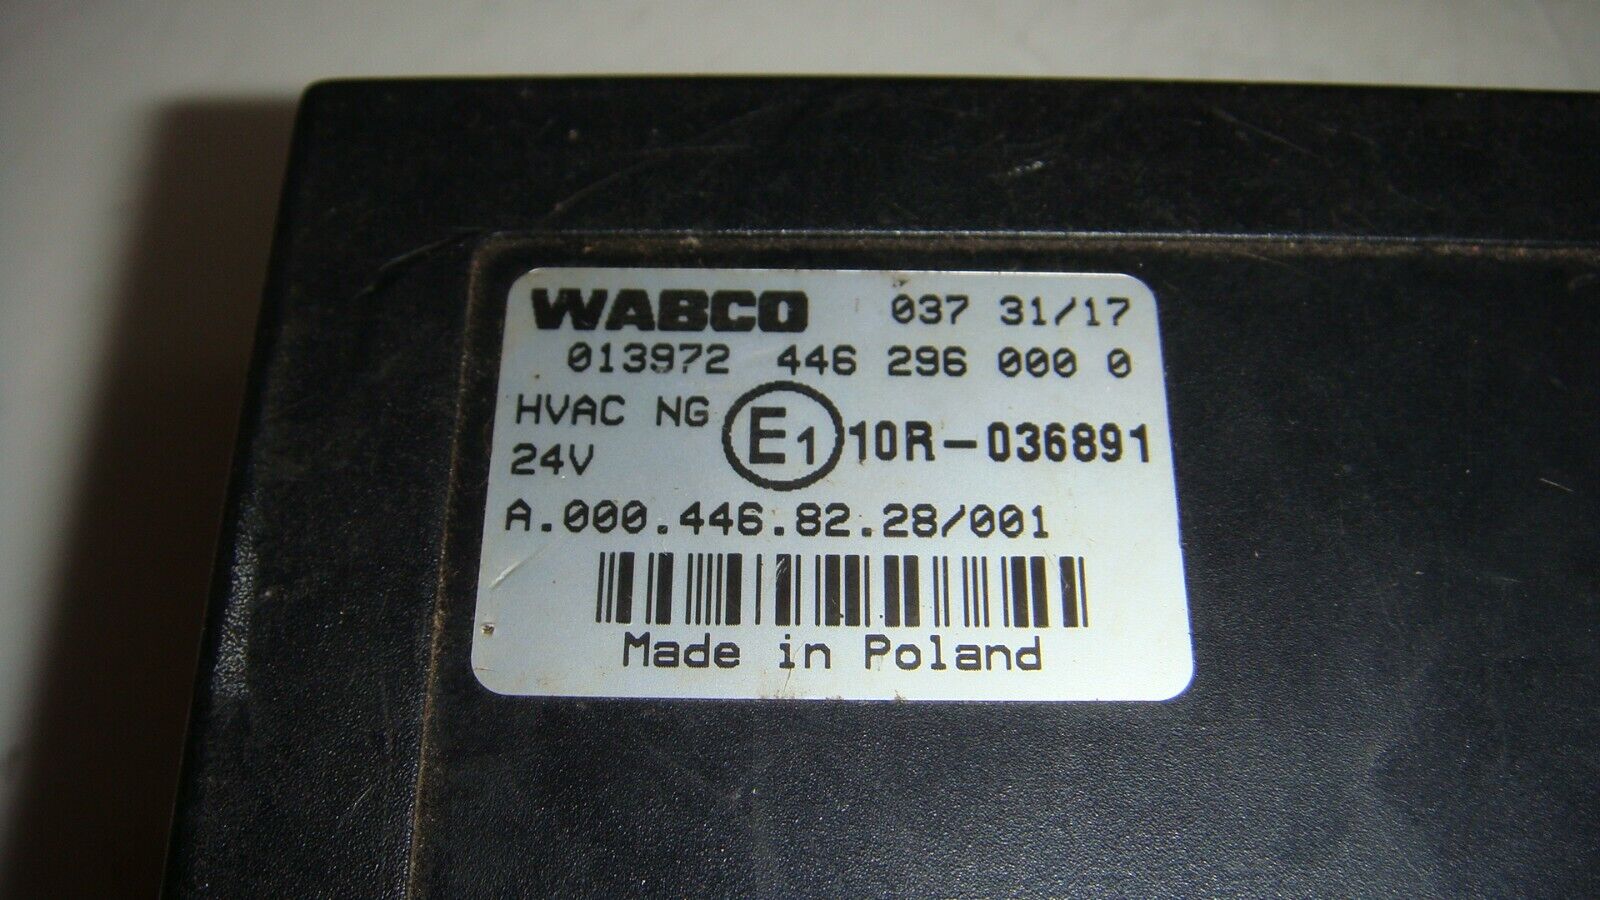 WABCO 037 31/17
013972 446 296 000 0
HVAC NG E1 10R-036891
24V
A.000.446.82.28/001
Made in Poland